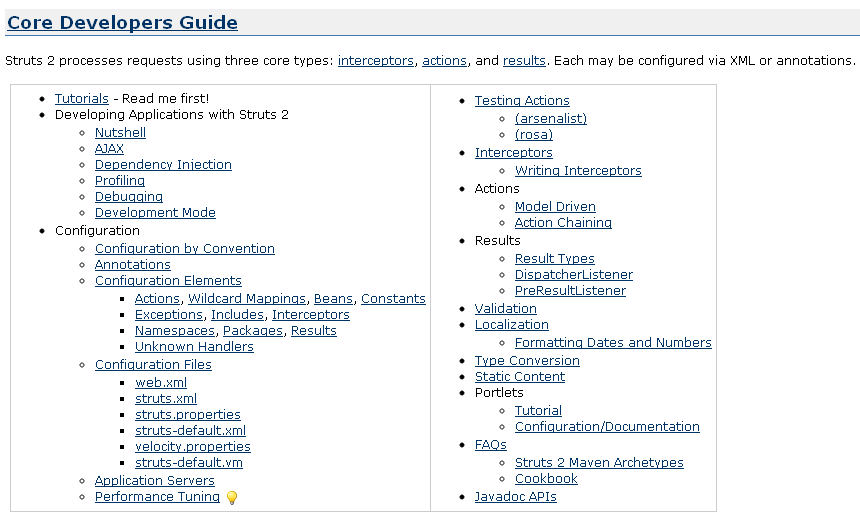 Core Developers Guide
Struts 2 processes requests using three core types: interceptors, actions, and results. Each may be configured via XML or annotations.
Tutorials - Read me first!
Developing Applications with Struts 2
Nutshell
AJAX
Dependency Injection
Profiling
Debugging
Development Mode
Configuration
Configuration by Convention
Annotations
Configuration Elements
Actions, Wildcard Mappings, Beans, Constants
Exceptions, Includes, Interceptors
Namespaces, Packages, Results
Unknown Handlers
Configuration Files
web.xml
struts.xml
struts.properties
struts-default.xml
velocity.properties
struts-default.vm
Application Servers
Performance Tuning
Testing Actions
(arsenalist)
(rosa)
Interceptors
Writing Interceptors
Actions
Model Driven
Action Chaining
Results
Result Types
DispatcherListener
PreResultListener
Validation
Localization
Formatting Dates and Numbers
Type Conversion
Static Content
Portlets
Tutorial
Configuration/Documentation
FAQs
Struts 2 Maven Archetypes
Cookbook
Javadoc APIs